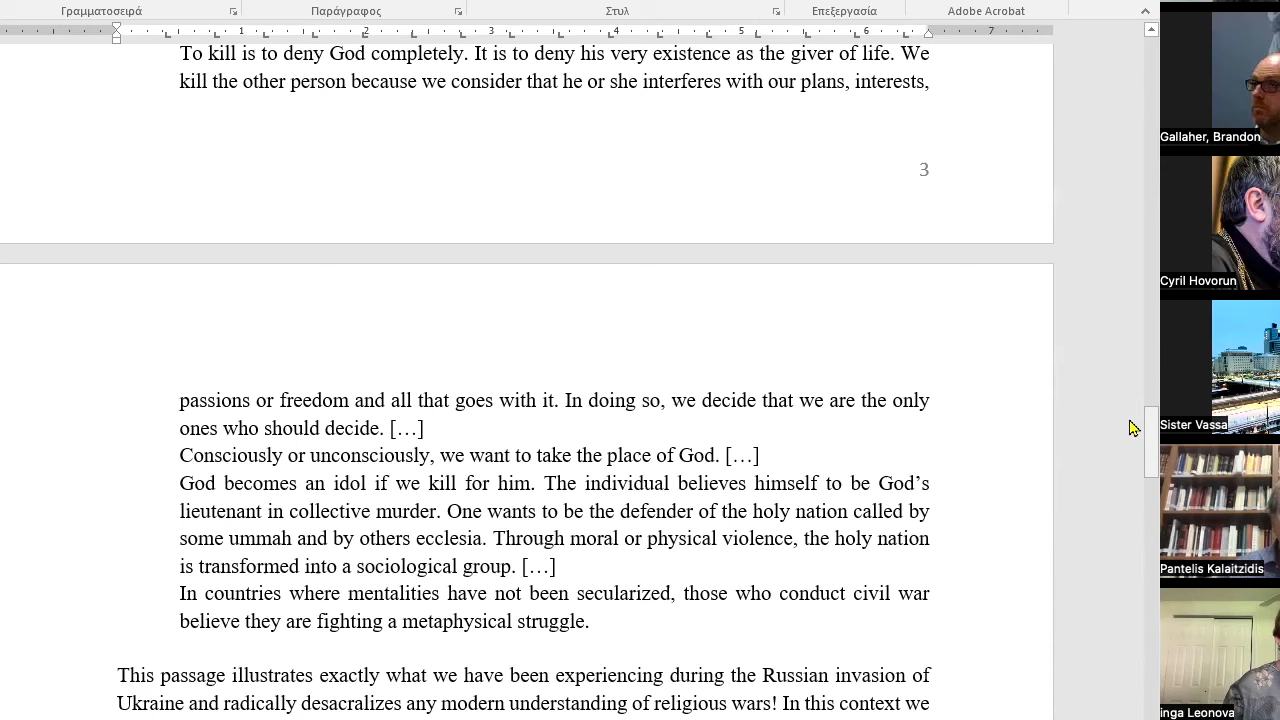 Γραμματοσειρά
Παράγραφος
Στυλ
Επεξεργασία
Adobe Acrobat
1 2 3 4 5 6 7
To kill is to deny God completely. It is to deny his very existence as the giver of life. We
kill the other person because we consider that he or she interferes with our plans, interests,
3
passions or freedom and all that goes with it. In doing so, we decide that we are the only
ones who should decide. […]
Consciously or unconsciously, we want to take the place of God. […]
God becomes an idol if we kill for him. The individual believes himself to be God’s
lieutenant in collective murder. One wants to be the defender of the holy nation called by
some ummah and by others ecclesia. Through moral or physical violence, the holy nation
is transformed into a sociological group. […]
In countries where mentalities have not been secularized, those who conduct civil war
believe they are fighting a metaphysical struggle.
This passage illustrates exactly what we have been experiencing during the Russian invasion of
Ukraine and radically desacralizes any modern understanding of religious wars! In this context we
Gallaher, Brandon
Cyril Hovorun
Sister Vassa
Pantelis Kalaitzidis
inga Leonova